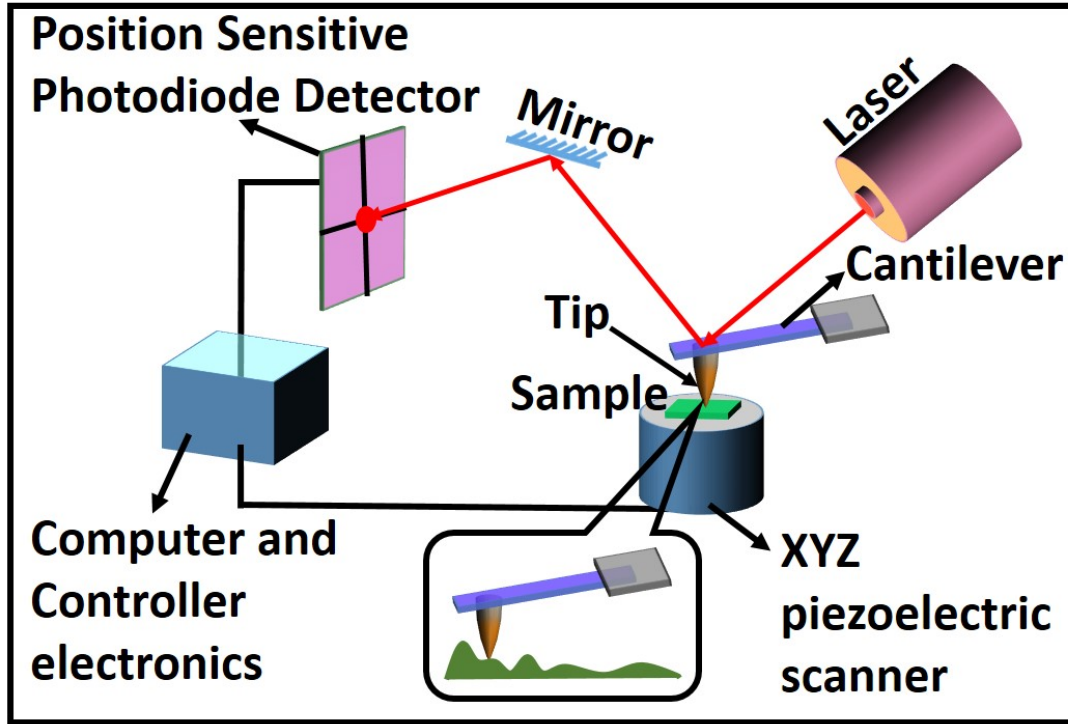 Position Sensitive
Photodiode Detector
Mirror
Laser
Cantilever
Tip
Sample
Computer and
Controller
electronics
XYZ
piezoelectric
scanner